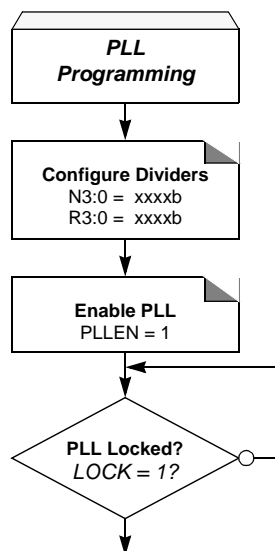 PLL
Programming
Configure Dividers
N3:0 = xxxxb
R3:0 = xxxxb
Enable PLL
PLLEN = 1
PLL Locked?
LOCK = 1?